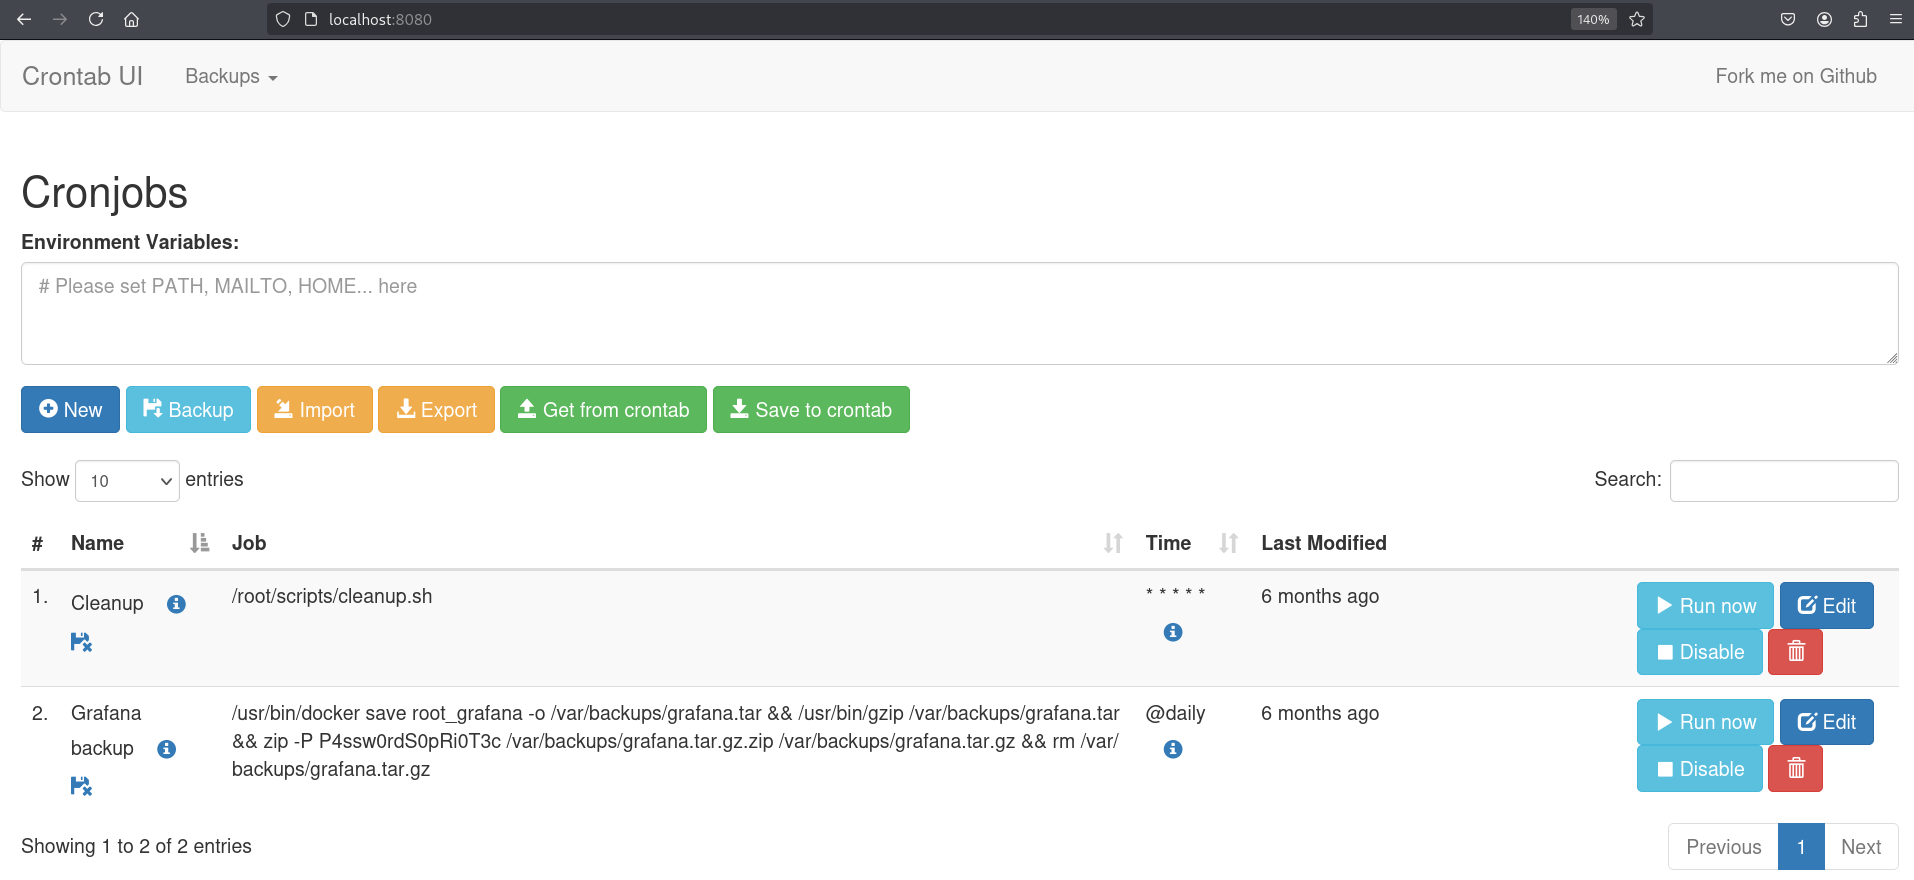 localhost:8080
140%
Crontab UI
Backups
Fork me on Github
Cronjobs
Environment Variables:
# Please set PATH, MAILTO, HOME... here
New
Backup
Import
Export
Get from crontab
Save to crontab
Show 10 entries
Search:
# Name Job Time Last Modified
1. Cleanup /root/scripts/cleanup.sh * * * * * 6 months ago
Run now
Edit
Disable
2. Grafana backup
/usr/bin/docker save root_grafana -o /var/backups/grafana.tar && /usr/bin/gzip /var/backups/grafana.tar
&& zip -P P4ssw0rdS0pRi0T3c /var/backups/grafana.tar.gz.zip /var/backups/grafana.tar.gz && rm /var/
backups/grafana.tar.gz
@daily
6 months ago
Run now
Edit
Disable
Showing 1 to 2 of 2 entries
Previous 1 Next